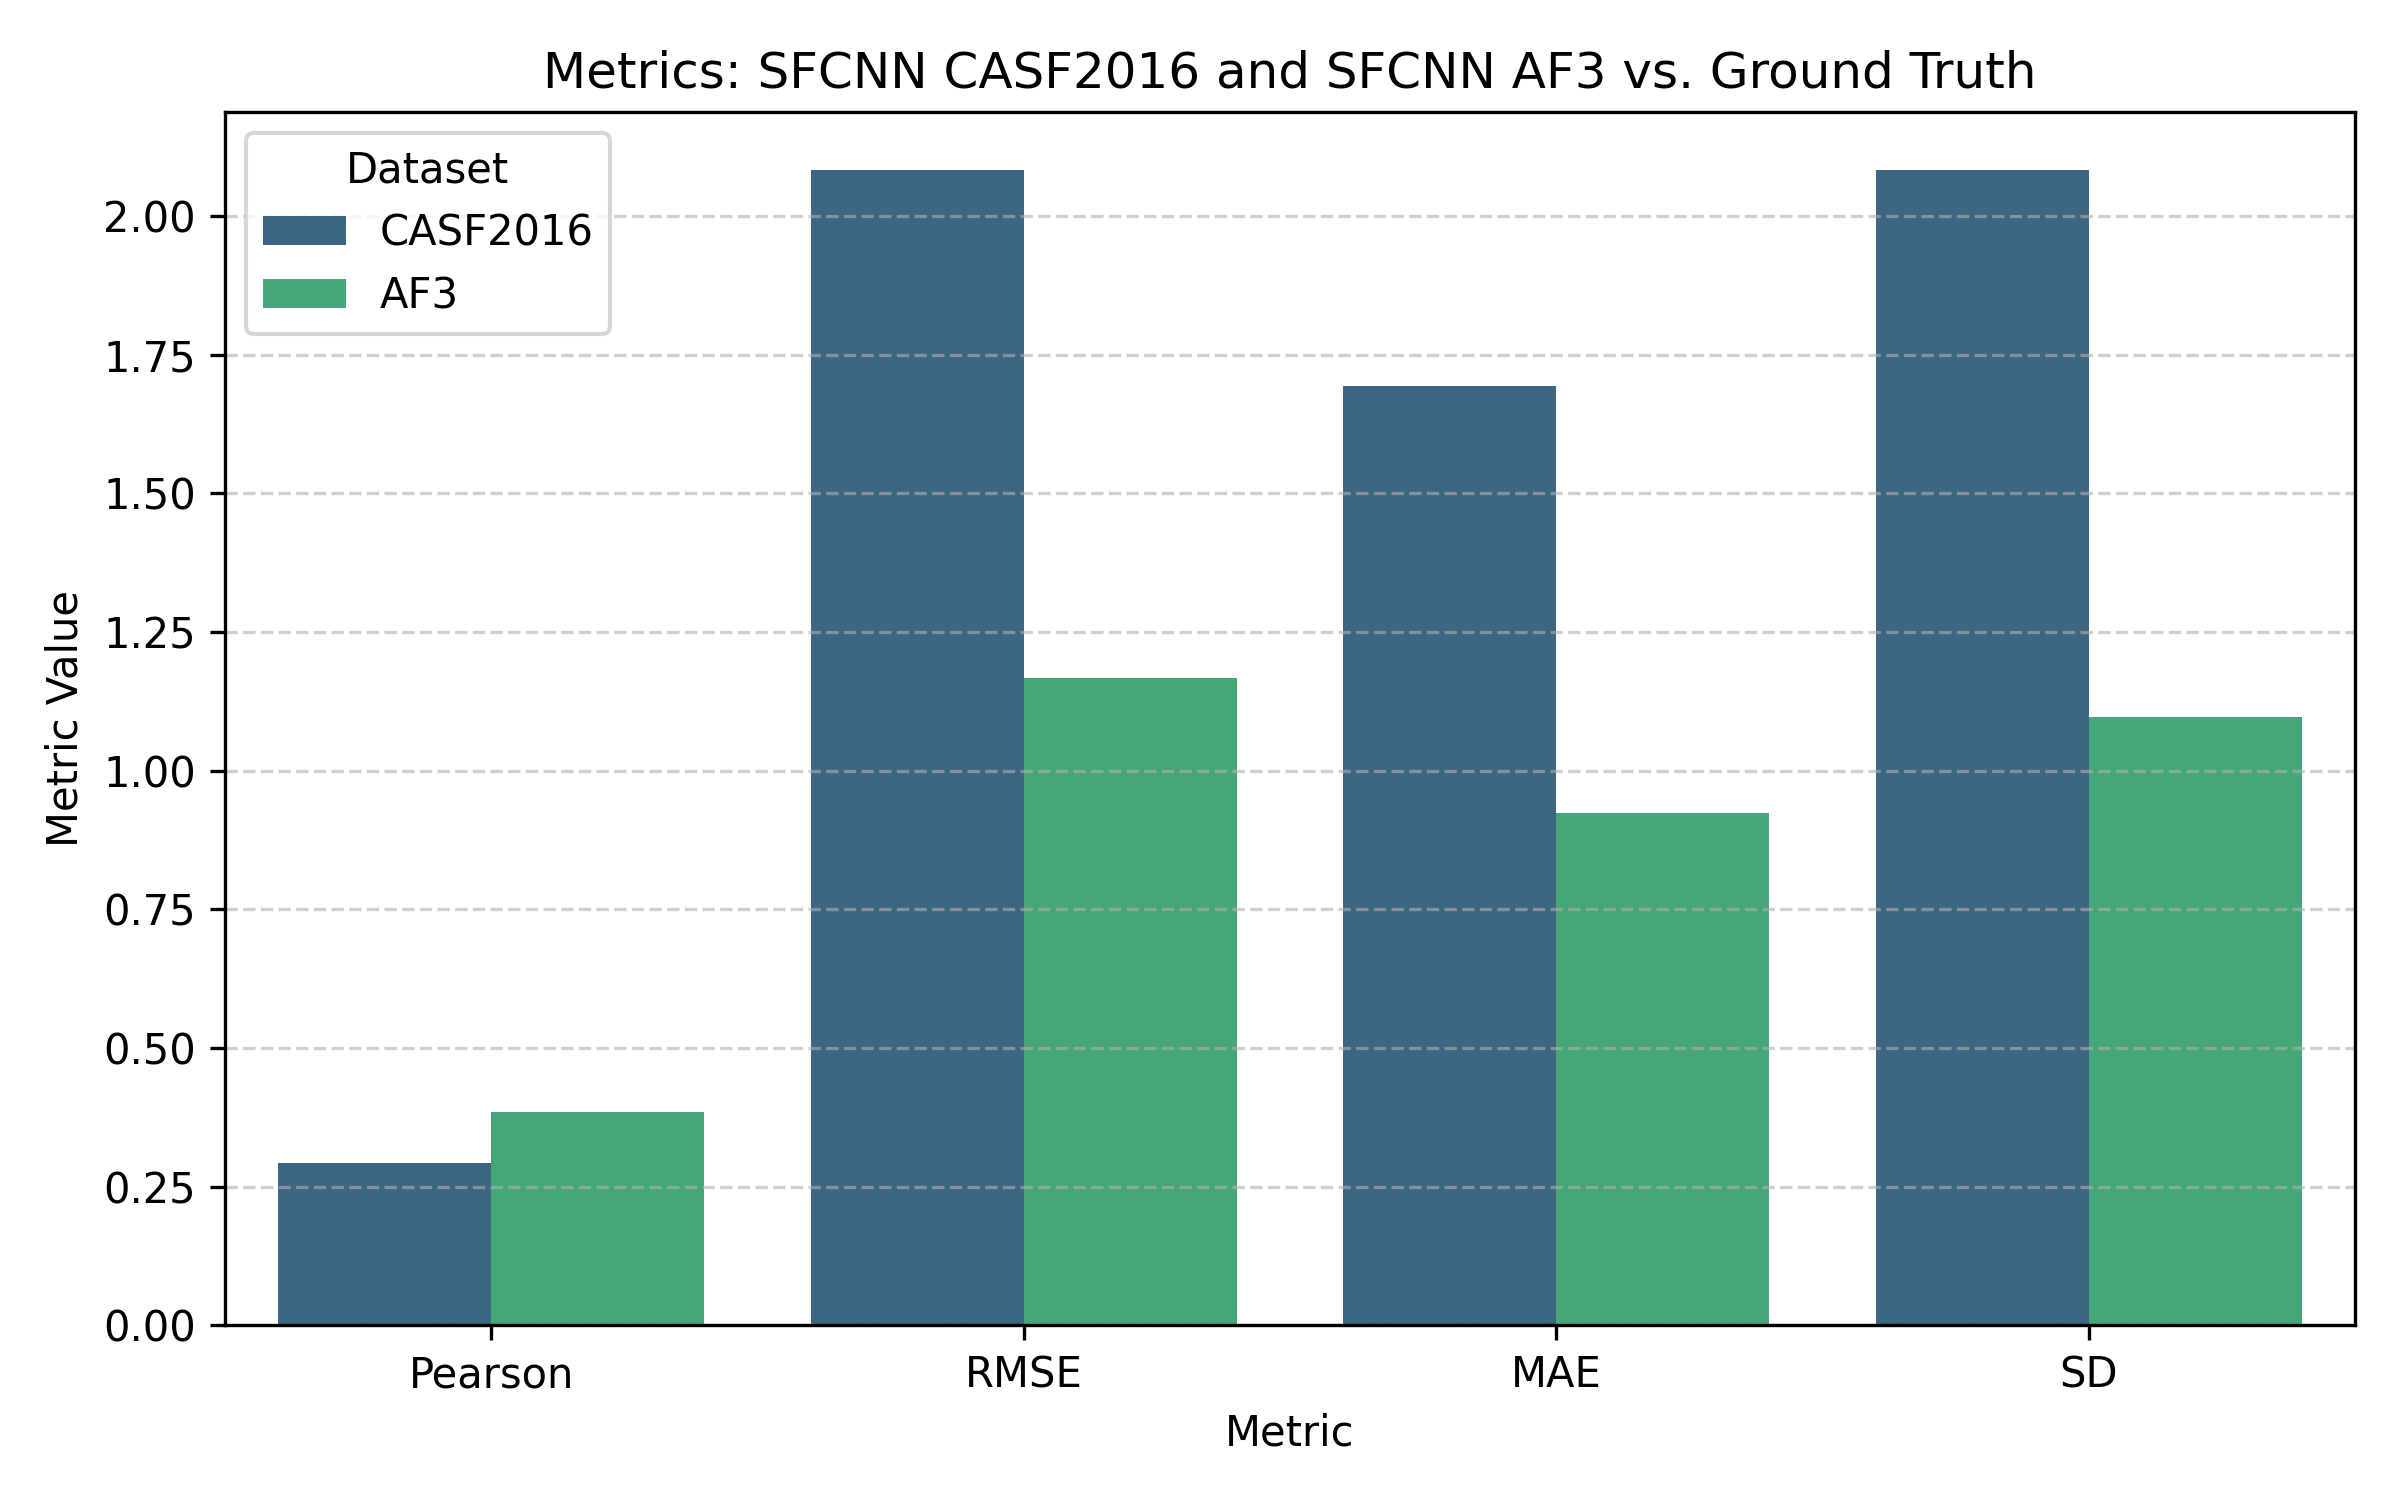 Metrics: SFCNN CASF2016 and SFCNN AF3 vs. Ground Truth
Dataset
CASF2016
AF3
Metric Value
2.00
1.75
1.50
1.25
1.00
0.75
0.50
0.25
0.00
Pearson RMSE MAE SD
Metric